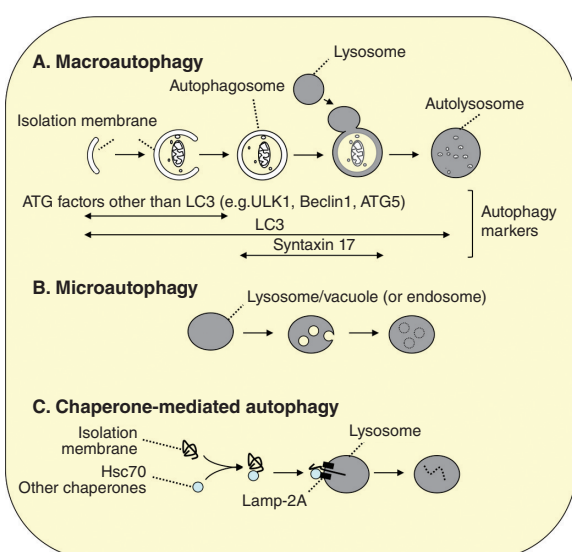 A. Macroautophagy
Lysosome
Autophagosome
Autolysosome
Isolation membrane
ATG factors other than LC3 (e.g.ULK1, Beclin1, ATG5)
LC3
Syntaxin 17
Autophagy
markers
B. Microautophagy
Lysosome/vacuole (or endosome)
C. Chaperone-mediated autophagy
Isolation
membrane
Lysosome
Hsc70
Other chaperones
Lamp-2A